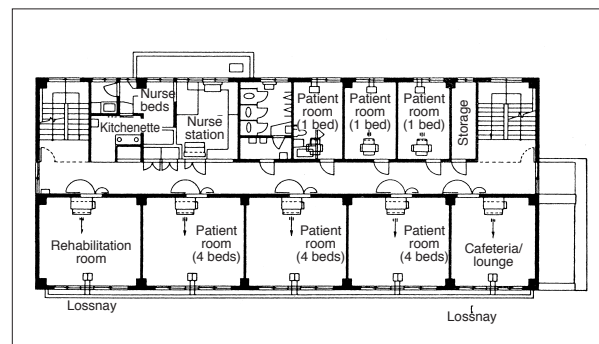 Nurse
beds
Kitchenette
Nurse
station
Patient
room
(1 bed)
Patient
room
(1 bed)
Patient
room
(1 bed)
Storage
Rehabilitation
room
Patient
room
(4 beds)
Patient
room
(4 beds)
Patient
room
(4 beds)
Cafeteria/
lounge
Lossnay
Lossnay